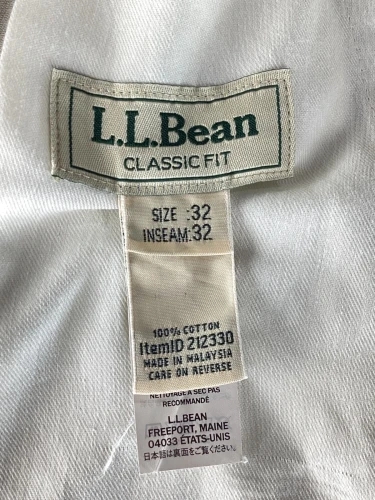 L.L.Bean
CLASSIC FIT
SIZE :32
INSEAM:32
100% COTTON
ItemID 212330
MADE IN MALAYSIA
CARE ON REVERSE
NETTOYAGE À SEC PAS
RECOMMANDÉ
L.L.BEAN
FREEPORT, MAINE
04033 ÉTATS-UNIS
日本語は裏面をご覧ください。